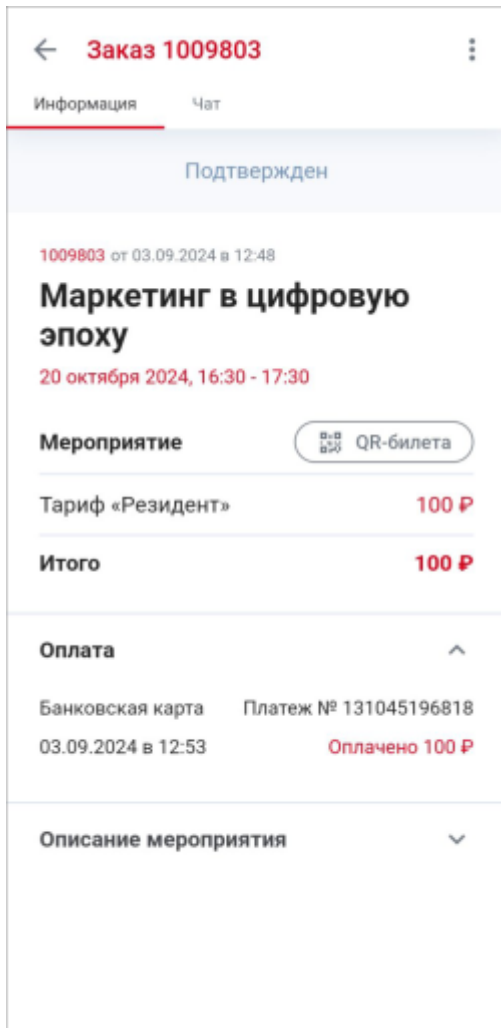 Заказ 1009803
Информация Чат
Подтвержден
1009803 от 03.09.2024 в 12:48
Маркетинг в цифровую
эпоху
20 октября 2024, 16:30 - 17:30
Мероприятие QR-билета
Тариф «Резидент» 100 ₽
Итого 100 ₽
Оплата
Банковская карта Платеж № 131045196818
03.09.2024 в 12:53 Оплачено 100 ₽
Описание мероприятия